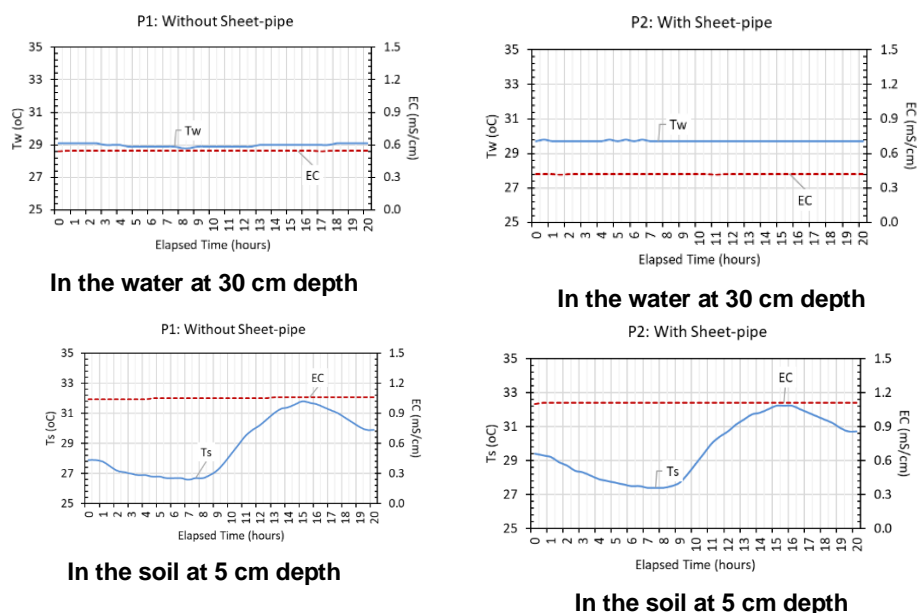 P1: Without Sheet-pipe
35
33
31
29
27
25
Tw (oC)
1.5
1.2
0.9
0.6
0.3
0.0
EC (mS/cm)
Tw
EC
0 1 2 3 4 5 6 7 8 9 10 11 12 13 14 15 16 17 18 19 20
Elapsed Time (hours)
In the water at 30 cm depth
P2: With Sheet-pipe
35
33
31
29
27
25
Tw (oC)
1.5
1.2
0.9
0.6
0.3
0.0
EC (mS/cm)
Tw
EC
0 1 2 3 4 5 6 7 8 9 10 11 12 13 14 15 16 17 18 19 20
Elapsed Time (hours)
In the water at 30 cm depth
P1: Without Sheet-pipe
35
33
31
29
27
25
Ts (oC)
1.5
1.2
0.9
0.6
0.3
0.0
EC (mS/cm)
EC
Ts
0 1 2 3 4 5 6 7 8 9 10 11 12 13 14 15 16 17 18 19 20
Elapsed Time (hours)
In the soil at 5 cm depth
P2: With Sheet-pipe
35
33
31
29
27
25
Ts (oC)
1.5
1.2
0.9
0.6
0.3
0.0
EC (mS/cm)
EC
Ts
0 1 2 3 4 5 6 7 8 9 10 11 12 13 14 15 16 17 18 19 20
Elapsed Time (hours)
In the soil at 5 cm depth